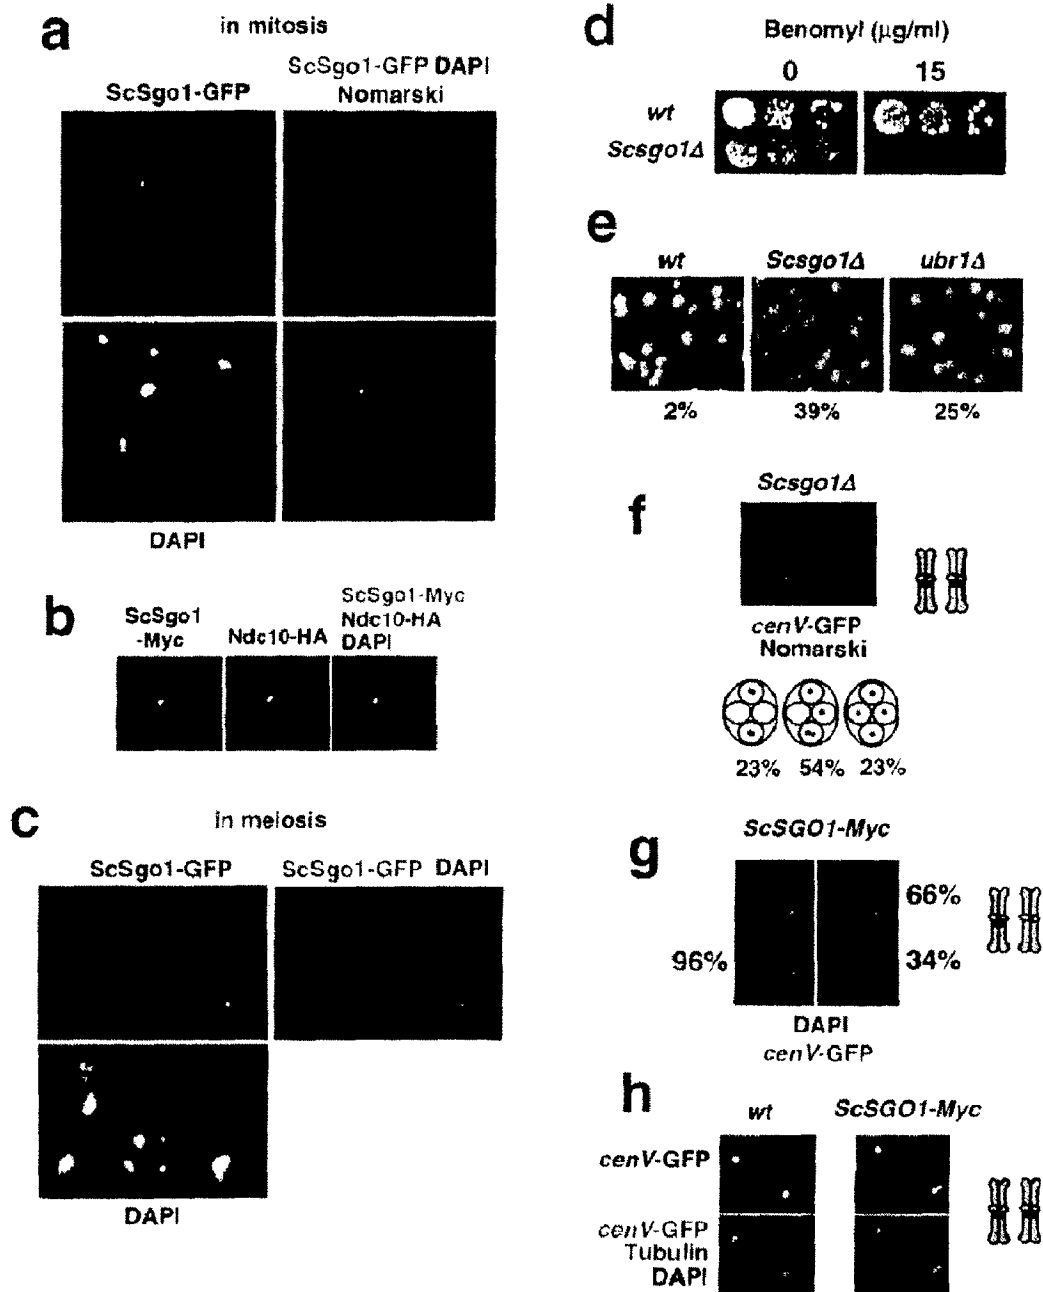 a
in mitosis
ScSgo1-GFP
ScSgo1-GFP DAPI
Nomarski
DAPI
b
ScSgo1
-Myc
Ndc10-HA
ScSgo1-Myc
Ndc10-HA
DAPI
c
in meiosis
ScSgo1-GFP
ScSgo1-GFP DAPI
DAPI
d
Benomyl (μg/ml)
0 15
wt
Scsgo1Δ
e
wt Scsgo1Δ ubr1Δ
2% 39% 25%
f
Scsgo1Δ
cenV-GFP
Nomarski
23% 54% 23%
g
ScSGO1-Myc
66%
96% 34%
DAPI
cenV-GFP
h
wt ScSGO1-Myc
cenV-GFP
cenV-GFP
Tubulin
DAPI